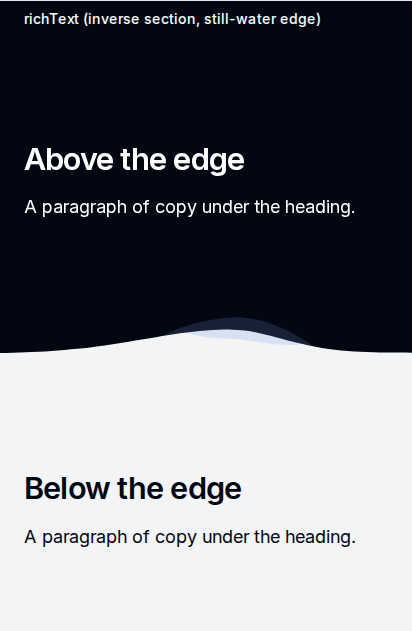 richText (inverse section, still-water edge)
Above the edge
A paragraph of copy under the heading.
Below the edge
A paragraph of copy under the heading.